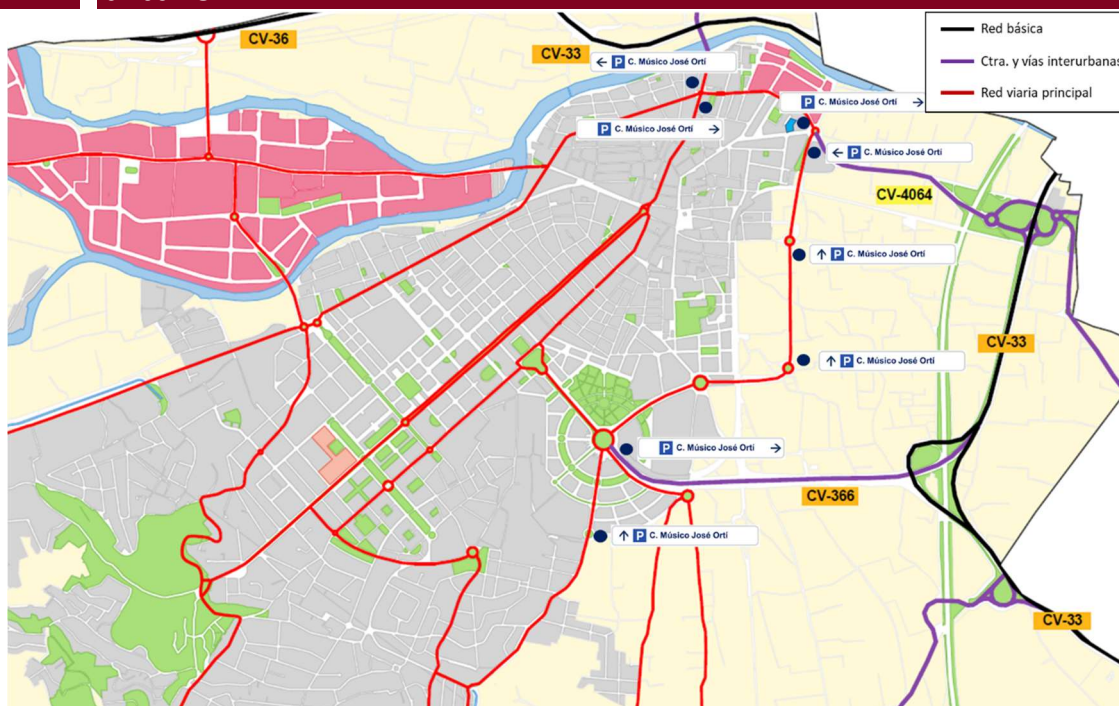 Red básica
Ctra. y vías interurbanas
Red viaria principal
CV-36
CV-33
← P C. Músico José Ortí
P C. Músico José Ortí →
P C. Músico José Ortí →
← P C. Músico José Ortí
CV-4064
↑ P C. Músico José Ortí
CV-33
↑ P C. Músico José Ortí
P C. Músico José Ortí →
CV-366
↑ P C. Músico José Ortí
CV-33